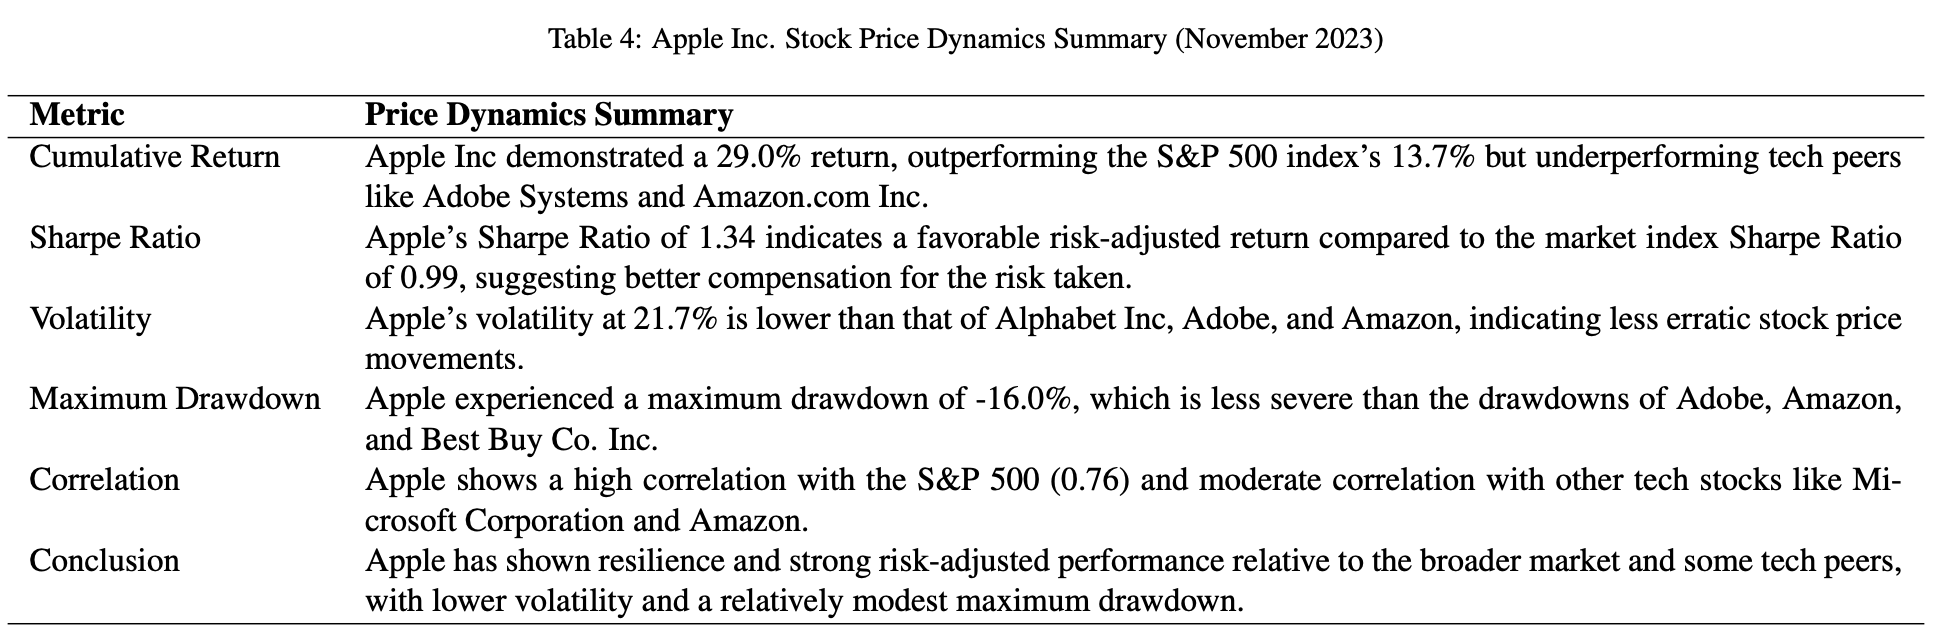 Table 4: Apple Inc. Stock Price Dynamics Summary (November 2023)
Metric Price Dynamics Summary
Cumulative Return Apple Inc demonstrated a 29.0% return, outperforming the S&P 500 index's 13.7% but underperforming tech peers
like Adobe Systems and Amazon.com Inc.
Sharpe Ratio Apple's Sharpe Ratio of 1.34 indicates a favorable risk-adjusted return compared to the market index Sharpe Ratio
of 0.99, suggesting better compensation for the risk taken.
Volatility Apple's volatility at 21.7% is lower than that of Alphabet Inc, Adobe, and Amazon, indicating less erratic stock price
movements.
Maximum Drawdown Apple experienced a maximum drawdown of -16.0%, which is less severe than the drawdowns of Adobe, Amazon,
and Best Buy Co. Inc.
Correlation Apple shows a high correlation with the S&P 500 (0.76) and moderate correlation with other tech stocks like Mi-
crosoft Corporation and Amazon.
Conclusion Apple has shown resilience and strong risk-adjusted performance relative to the broader market and some tech peers,
with lower volatility and a relatively modest maximum drawdown.